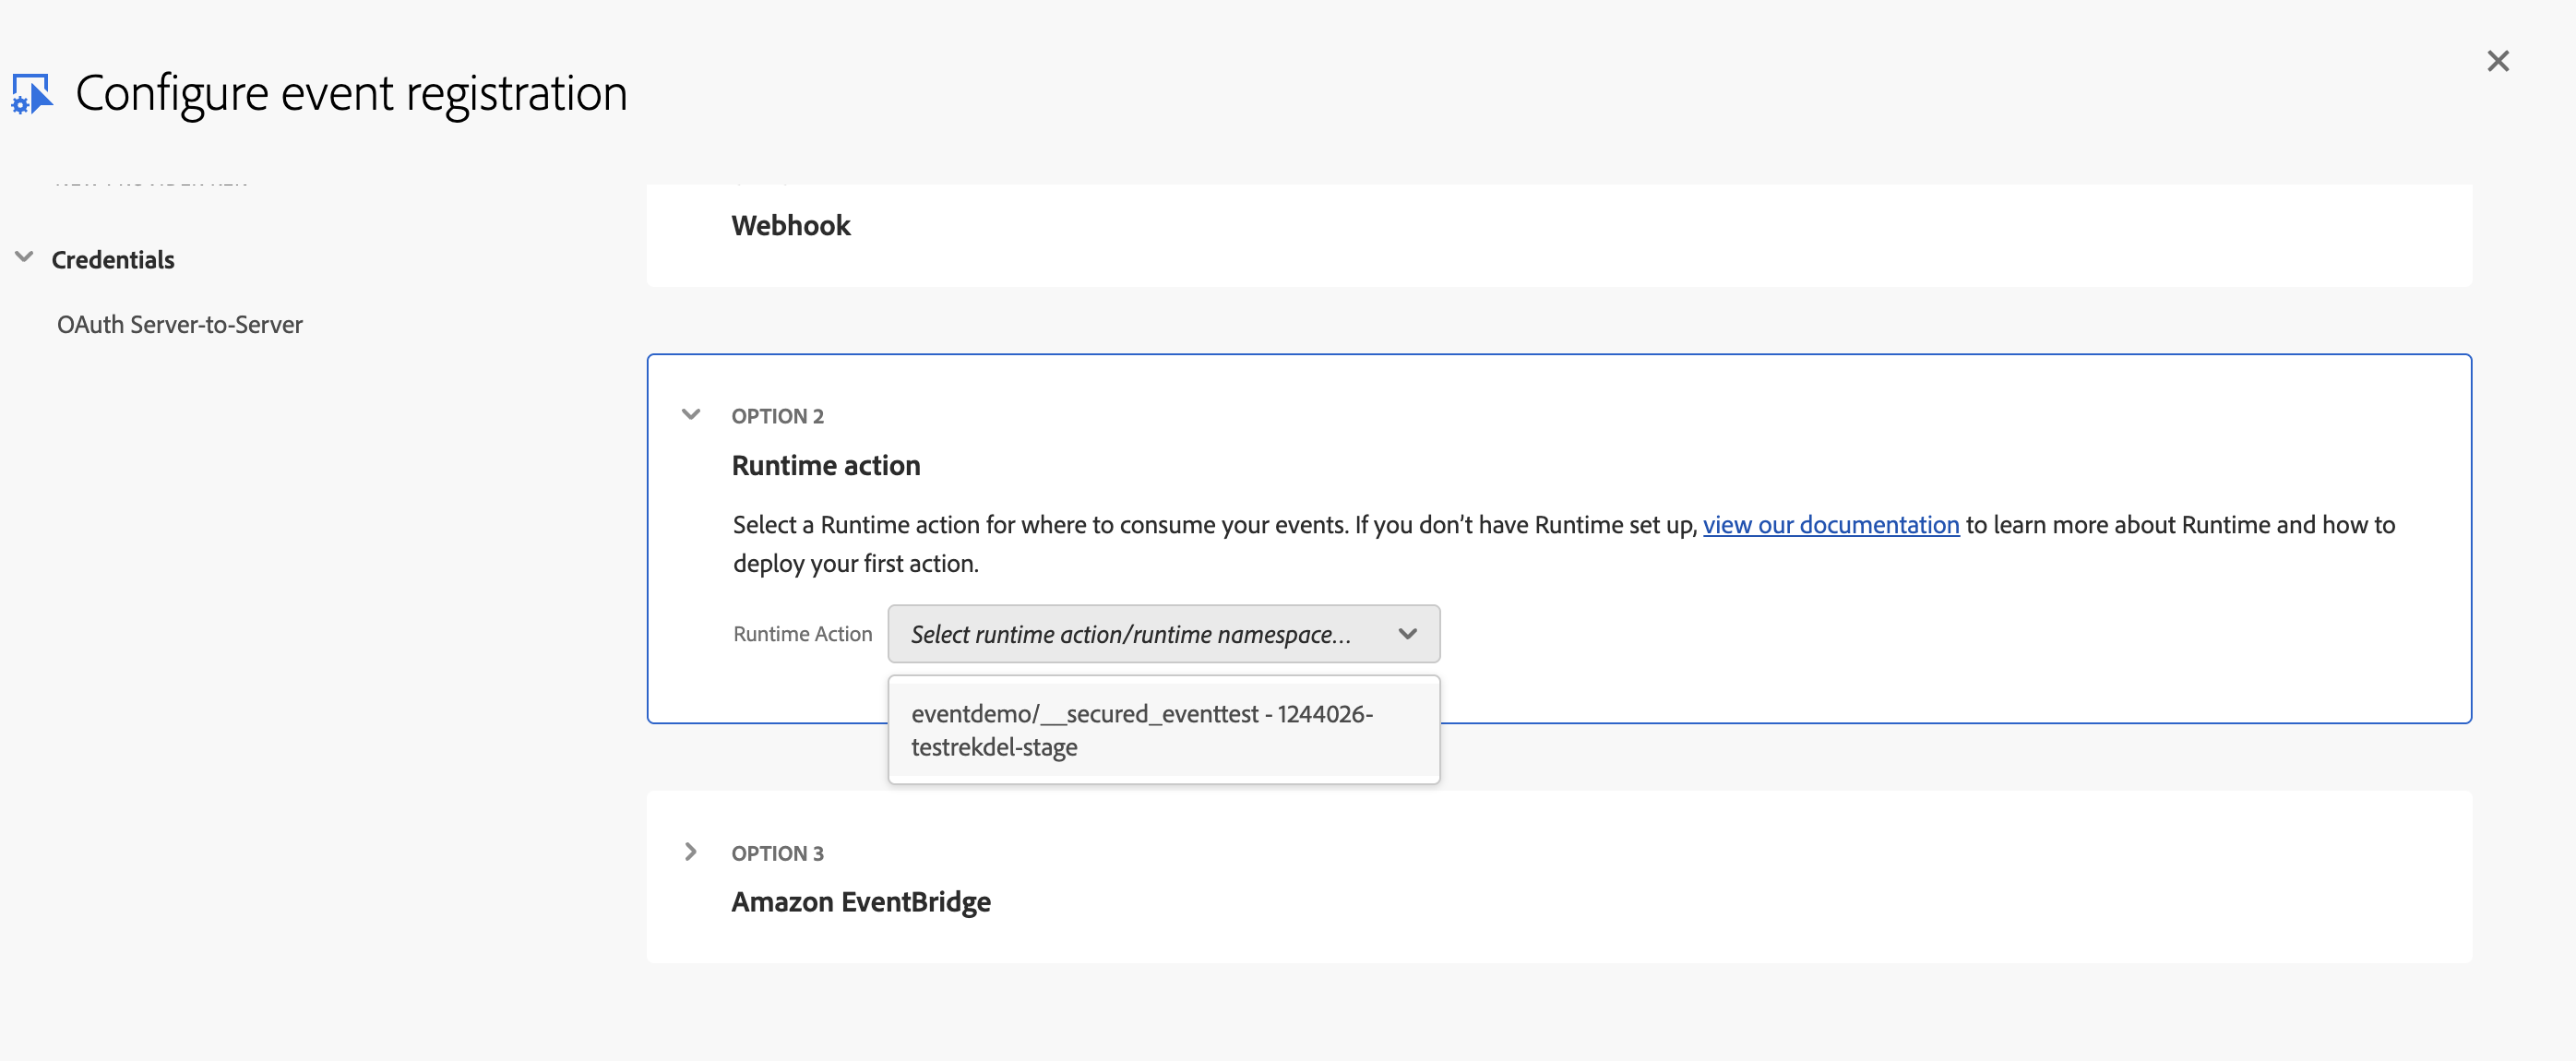 Configure event registration
Credentials
OAuth Server-to-Server
Webhook
OPTION 2
Runtime action
Select a Runtime action for where to consume your events. If you don’t have Runtime set up, view our documentation to learn more about Runtime and how to
deploy your first action.
Runtime Action
Select runtime action/runtime namespace...
eventdemo/__secured_eventtest - 1244026-
testrekdel-stage
OPTION 3
Amazon EventBridge